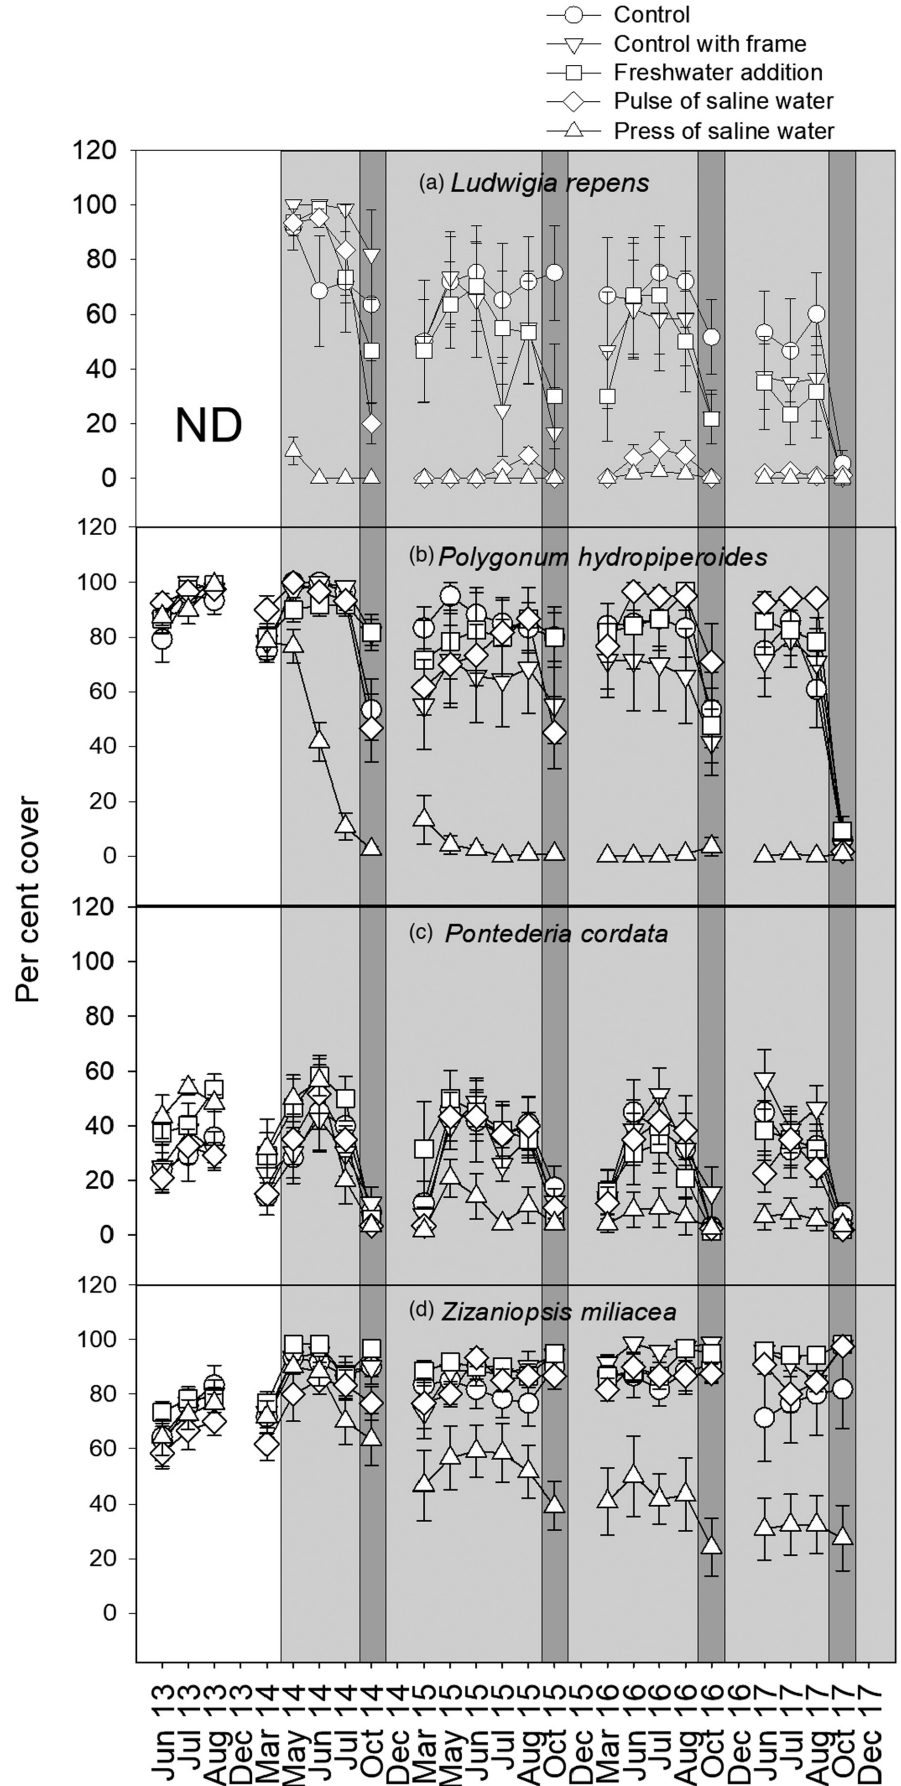 Control
Control with frame
Freshwater addition
Pulse of saline water
Press of saline water
Per cent cover
120
100
80
60
40
20
0
(a) Ludwigia repens
ND
120
100
80
60
40
20
0
(b) Polygonum hydropiperoides
120
100
80
60
40
20
0
(c) Pontederia cordata
120
100
80
60
40
20
0
(d) Zizaniopsis miliacea
Jun 13
Jul 13
Aug 13
Dec 13
Mar 14
May 14
Jun 14
Jul 14
Oct 14
Dec 14
Mar 15
May 15
Jun 15
Jul 15
Aug 15
Oct 15
Dec 15
Mar 16
Jun 16
Jul 16
Aug 16
Oct 16
Dec 16
Jun 17
Jul 17
Aug 17
Oct 17
Dec 17